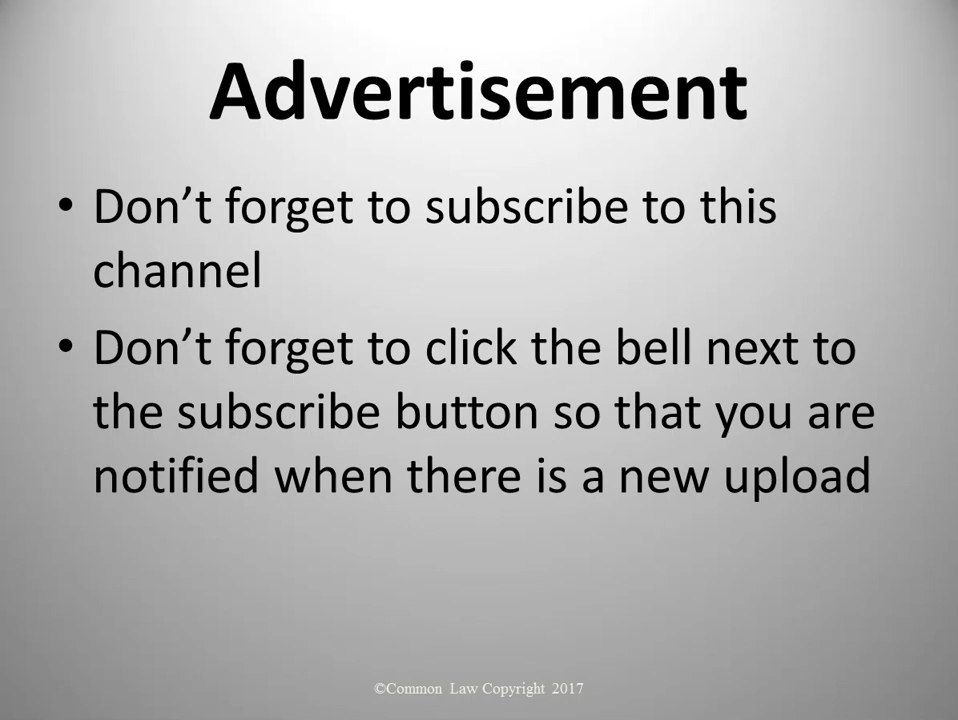 Advertisement
• Don’t forget to subscribe to this
channel
• Don’t forget to click the bell next to
the subscribe button so that you are
notified when there is a new upload
©Common Law Copyright 2017